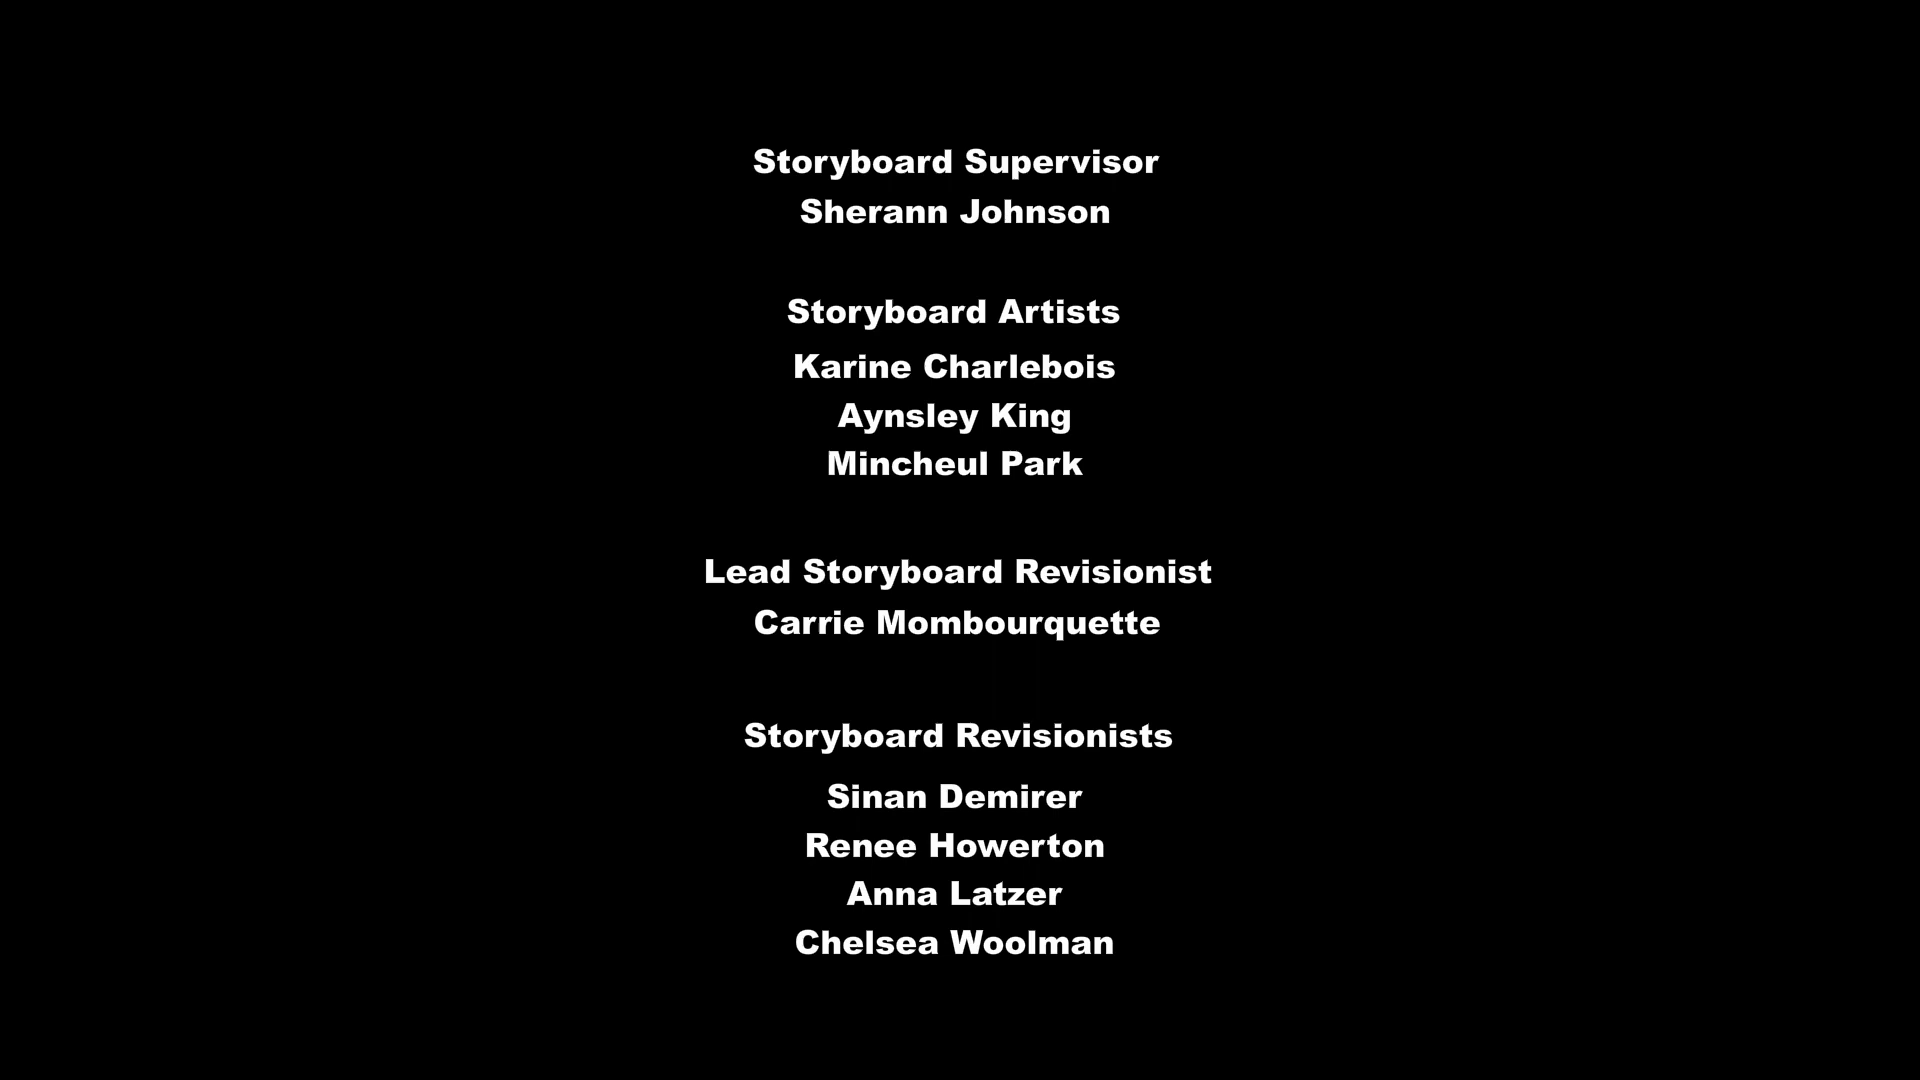 Storyboard Supervisor
Sherann Johnson
Storyboard Artists
Karine Charlebois
Aynsley King
Mincheul Park
Lead Storyboard Revisionist
Carrie Mombourquette
Storyboard Revisionists
Sinan Demirer
Renee Howerton
Anna Latzer
Chelsea Woolman